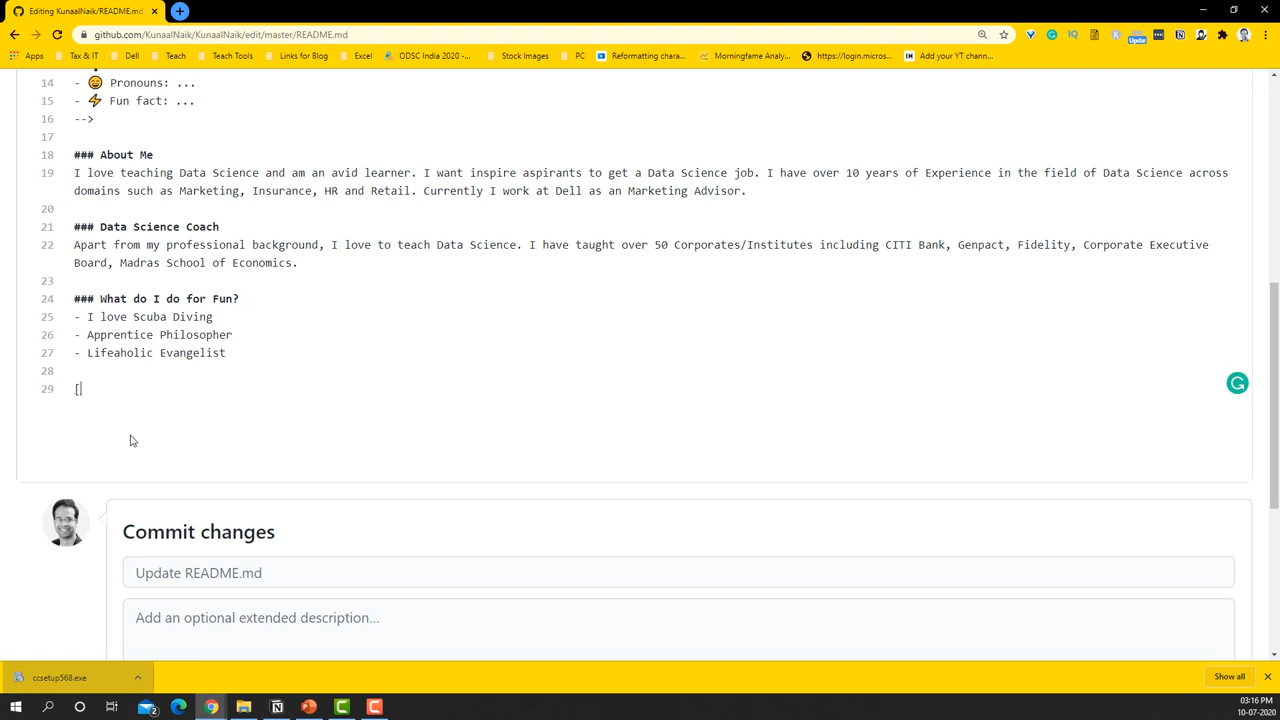 Editing KunaalNaik/README.md at
github.com/KunaalNaik/KunaalNaik/edit/master/README.md
Apps Tax & IT Dell Teach Teach Tools Links for Blog Excel ODSC India 2020 -... Stock Images PC Reformatting chara... Morningfame Analy... https://login.micros... Add your YT chann...
14 - 😄 Pronouns: ...
15 - ⚡ Fun fact: ...
16 -->
17
18 ### About Me
19 I love teaching Data Science and am an avid learner. I want inspire aspirants to get a Data Science job. I have over 10 years of Experience in the field of Data Science across
domains such as Marketing, Insurance, HR and Retail. Currently I work at Dell as an Marketing Advisor.
20
21 ### Data Science Coach
22 Apart from my professional background, I love to teach Data Science. I have taught over 50 Corporates/Institutes including CITI Bank, Genpact, Fidelity, Corporate Executive
Board, Madras School of Economics.
23
24 ### What do I do for Fun?
25 - I love Scuba Diving
26 - Apprentice Philosopher
27 - Lifeaholic Evangelist
28
29 [
Commit changes
Update README.md
Add an optional extended description...
ccsetup568.exe
Show all
03:16 PM
10-07-2020